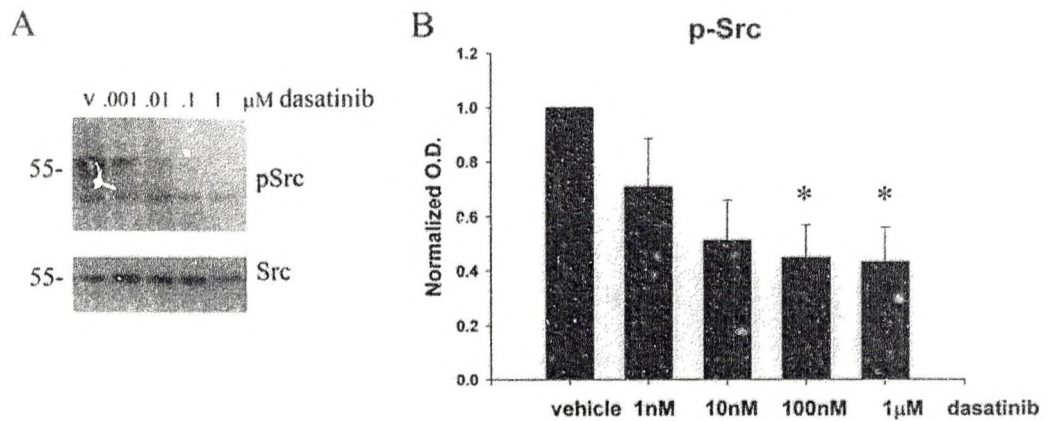 A
v .001 .01 .1 1 μM dasatinib
55-
pSrc
55-
Src
B
p-Src
Normalized O.D.
1.2
1.0
0.8
0.6
0.4
0.2
0.0
* *
vehicle 1nM 10nM 100nM 1μM dasatinib